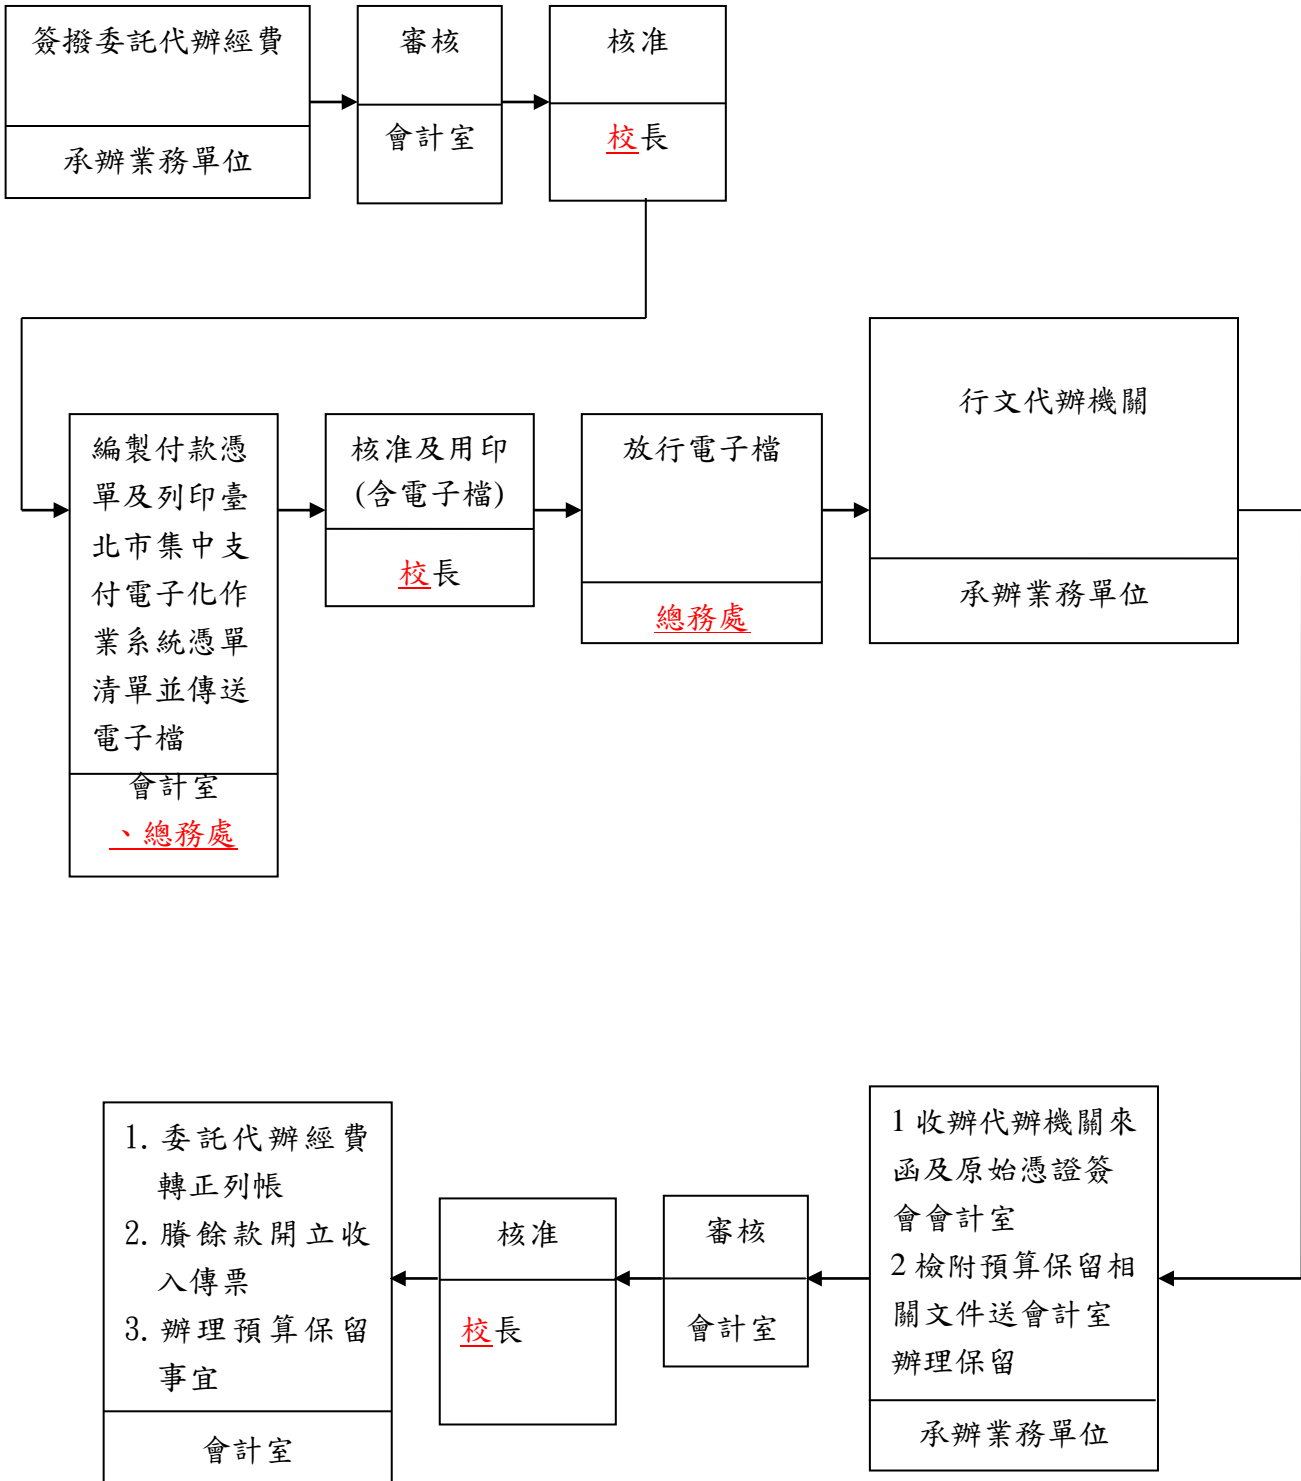 簽撥委託代辦經費
承辦業務單位
審核
會計室
核准
校長
編製付款憑
單及列印臺
北市集中支
付電子化作
業系統憑單
清單並傳送
電子檔
會計室
、總務處
核准及用印
(含電子檔)
校長
放行電子檔
總務處
行文代辦機關
承辦業務單位
1 收辦代辦機關來
函及原始憑證簽
會會計室
2 檢附預算保留相
關文件送會計室
辦理保留
承辦業務單位
審核
會計室
核准
校長
1. 委託代辦經費
轉正列帳
2. 賸餘款開立收
入傳票
3. 辦理預算保留
事宜
會計室